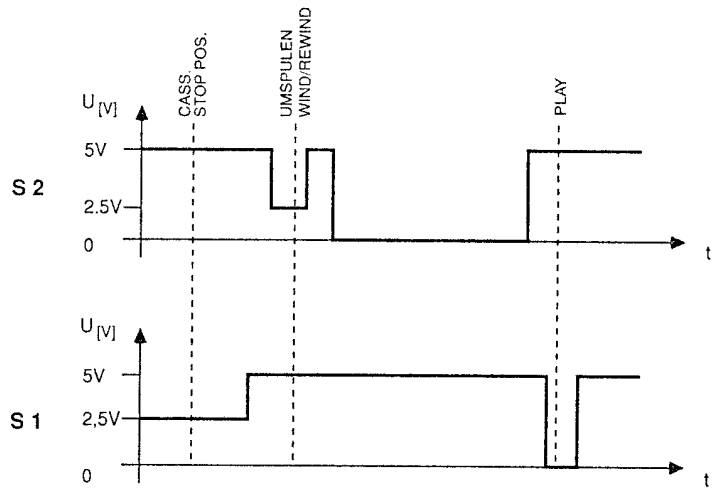 CASS.
STOP POS.
UMSPULEN
WIND/REWIND
PLAY
U [V]
5V
S 2
2.5V
0
t
U [V]
5V
S 1
2,5V
0
t